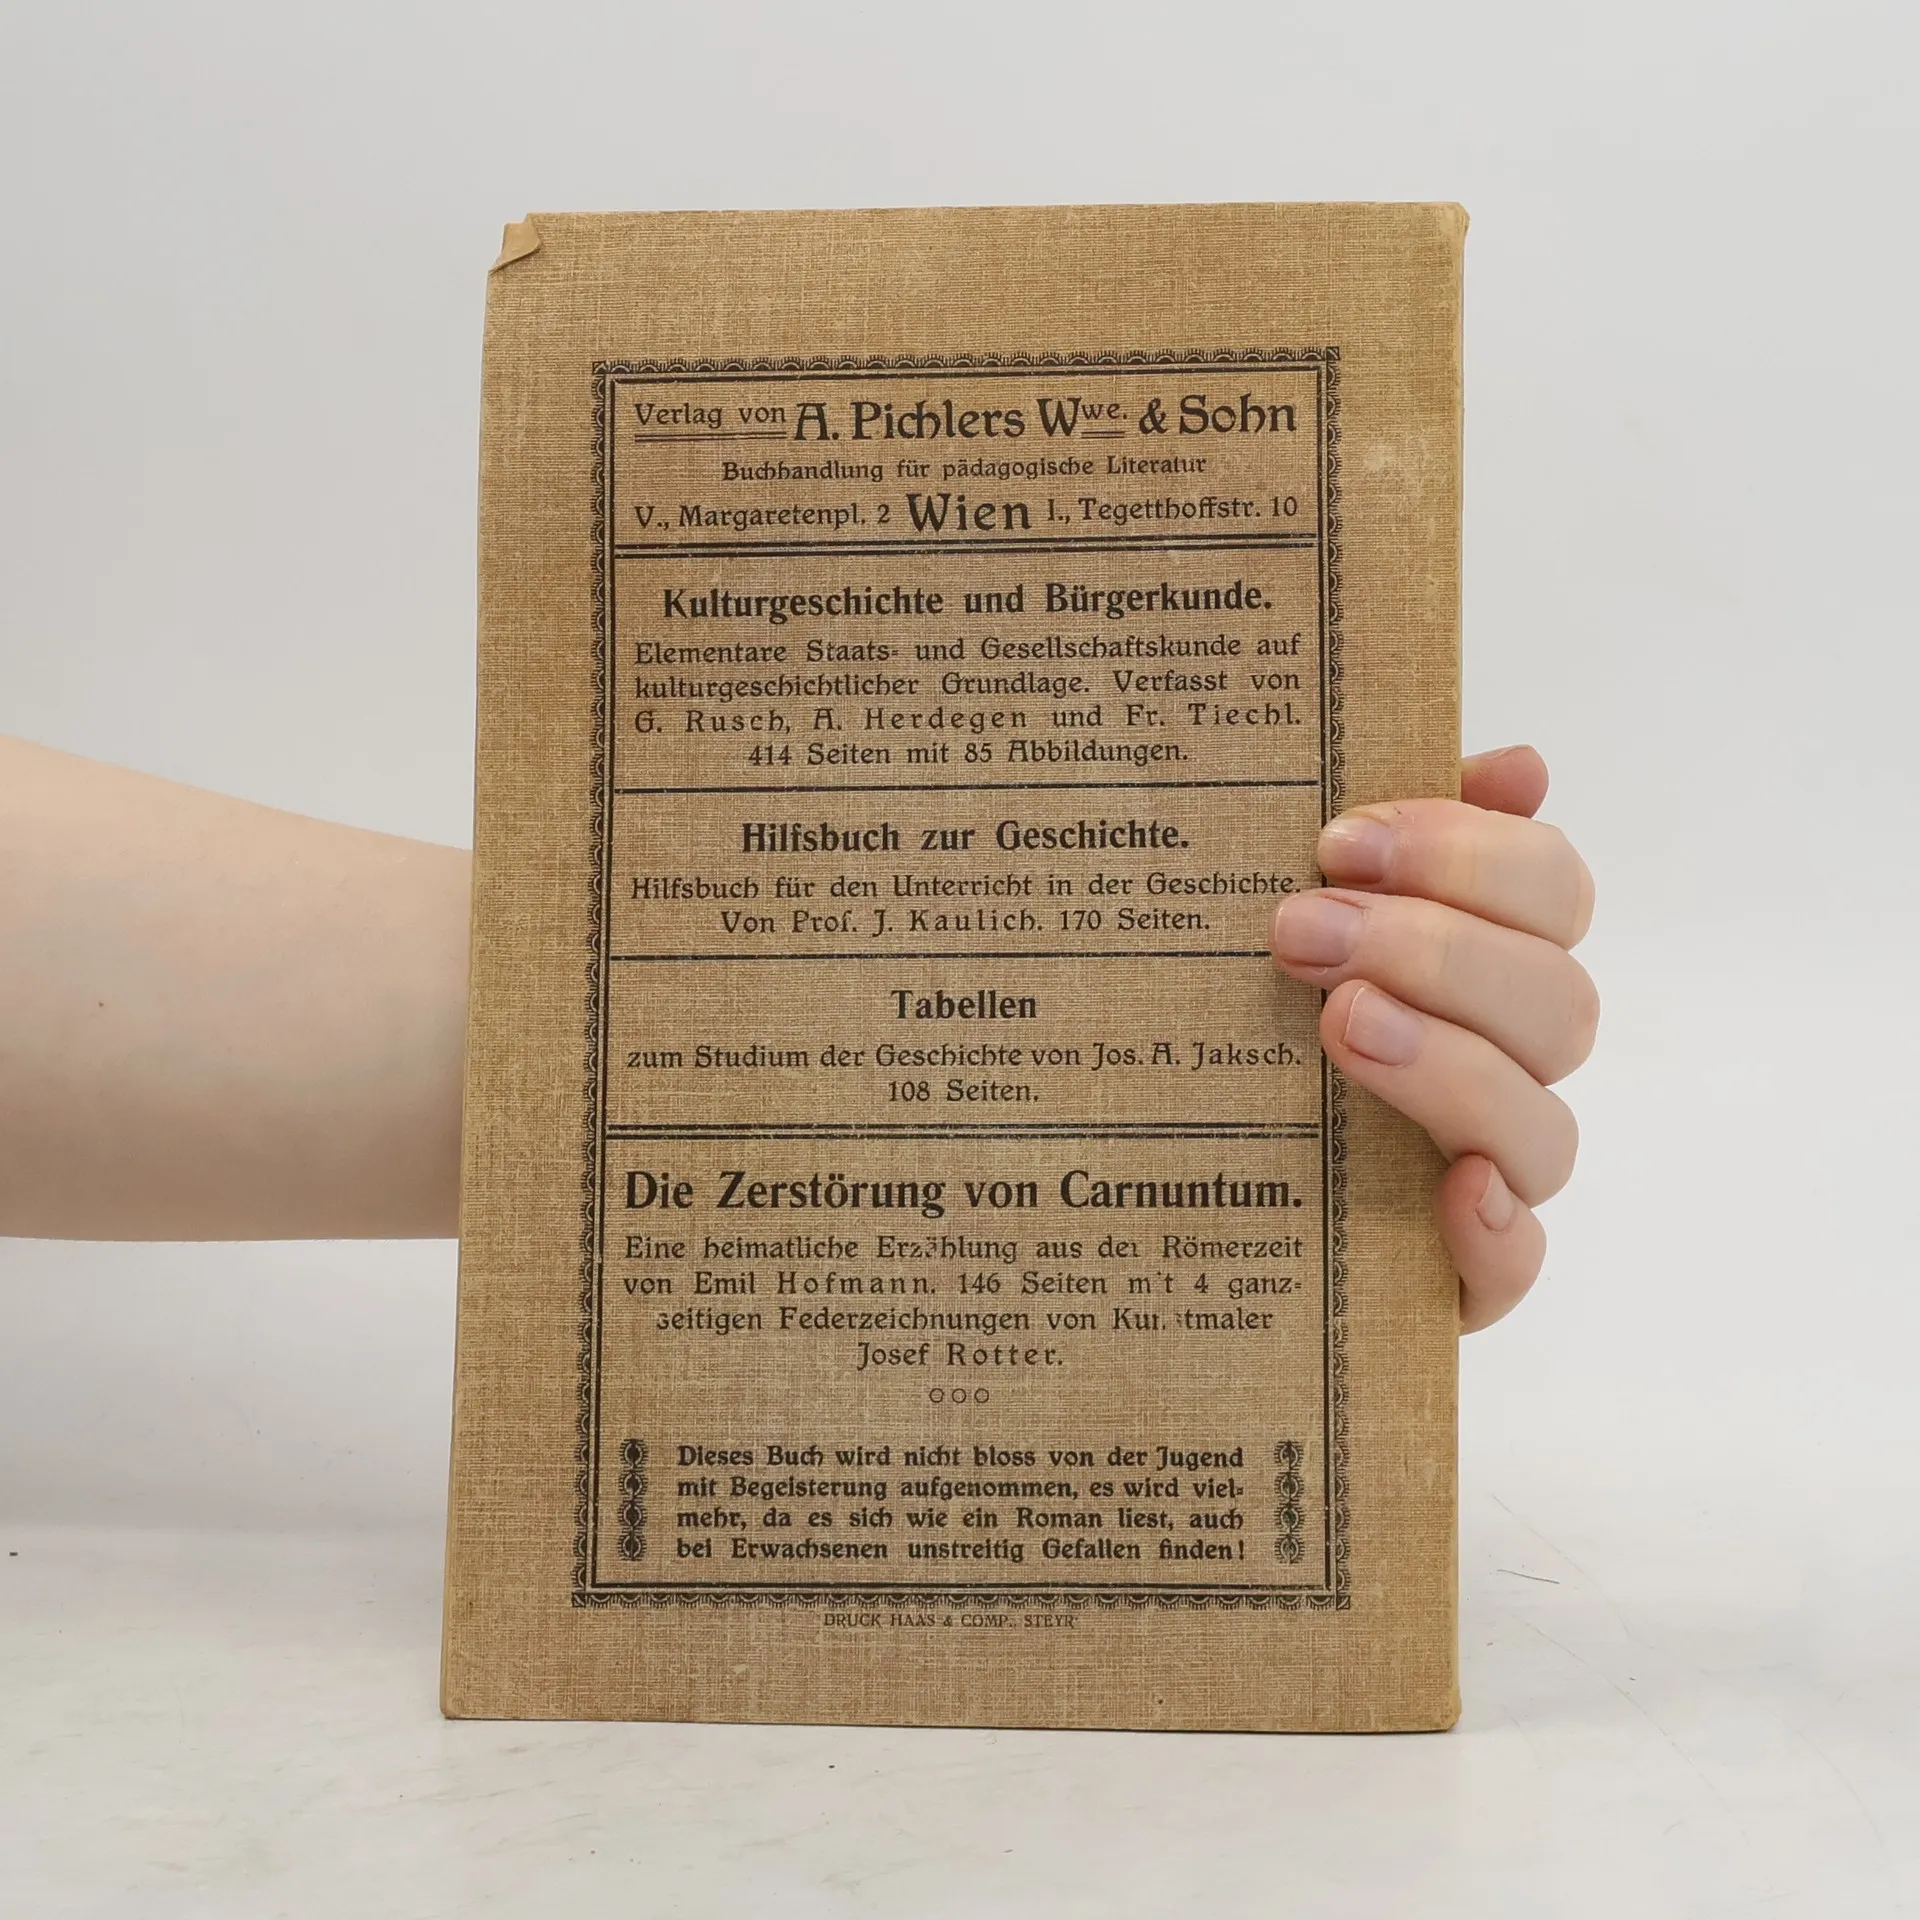 Verlag von A. Pichlers Wwe. & Sohn
Buchhandlung für pädagogische Literatur
V., Margaretenpl. 2 Wien I., Tegetthoffstr. 10
Kulturgeschichte und Bürgerkunde.
Elementare Staats- und Gesellschaftskunde auf
kulturgeschichtlicher Grundlage. Verfasst von
G. Rusch, A. Herdegen und Fr. Tiechl.
414 Seiten mit 85 Abbildungen.
Hilfsbuch zur Geschichte.
Hilfsbuch für den Unterricht in der Geschichte.
Von Prof. J. Kaulich. 170 Seiten.
Tabellen
zum Studium der Geschichte von Jos. A. Jaksch.
108 Seiten.
Die Zerstörung von Carnuntum.
Eine heimatliche Erzählung aus der Römerzeit
von Emil Hofmann. 146 Seiten mit 4 ganz-
seitigen Federzeichnungen von Kunstmaler
Josef Rotter.
Dieses Buch wird nicht bloss von der Jugend
mit Begeisterung aufgenommen, es wird viel-
mehr, da es sich wie ein Roman liest, auch
bei Erwachsenen unstreitig Gefallen finden!
DRUCK HAAS & COMP., STEYR